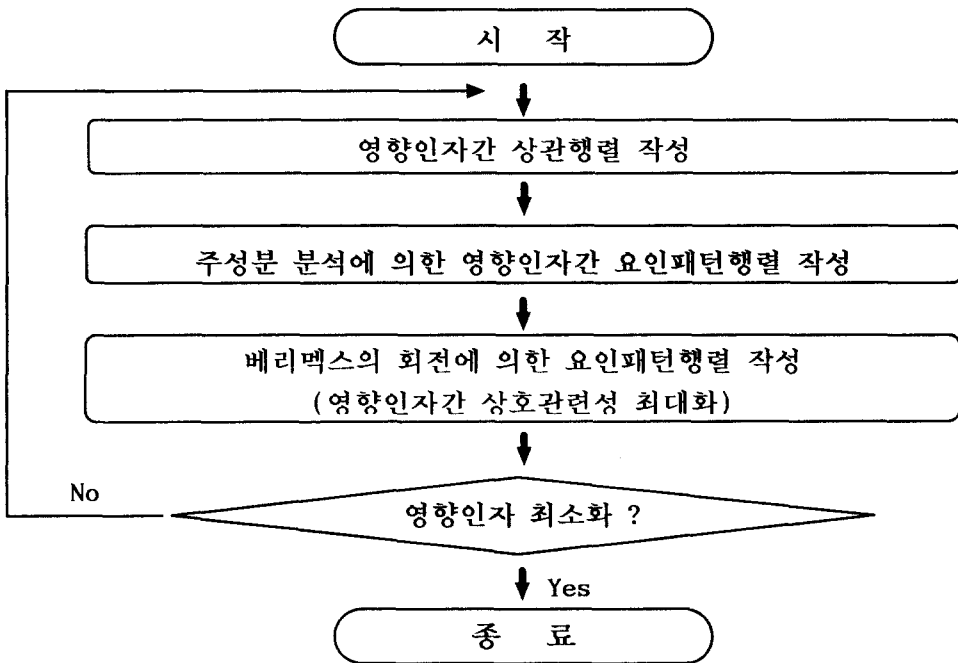 시 작
영향인자간 상관행렬 작성
주성분 분석에 의한 영향인자간 요인패턴행렬 작성
베리멕스의 회전에 의한 요인패턴행렬 작성
(영향인자간 상호관련성 최대화)
No
영향인자 최소화 ?
Yes
종 료